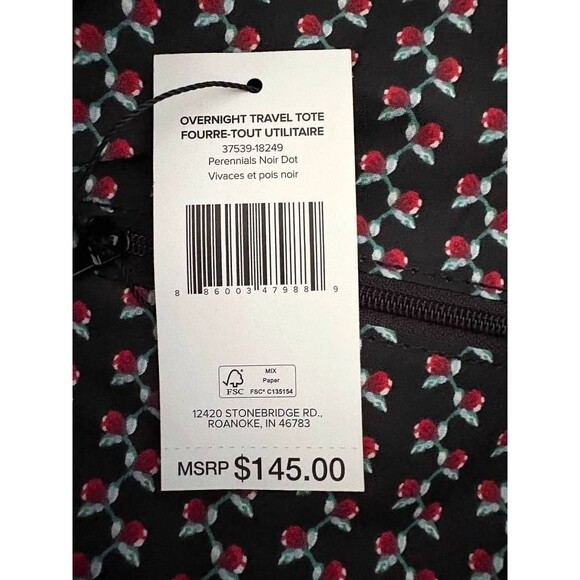 OVERNIGHT TRAVEL TOTE
FOURRE-TOUT UTILITAIRE
37539-18249
Perennials Noir Dot
Vivaces et pois noir
8 86003 47988 9
MIX
Paper
FSC
FSC® C135154
12420 STONEBRIDGE RD.,
ROANOKE, IN 46783
MSRP $145.00